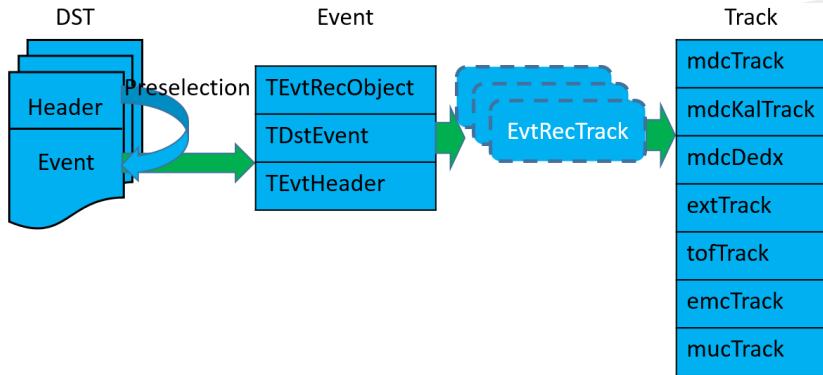 DST
Event
Track
Preselection
Header
Event
TEvtRecObject
TDstEvent
TEvtHeader
EvtRecTrack
mdcTrack
mdcKalTrack
mdcDedx
extTrack
tofTrack
emcTrack
mucTrack